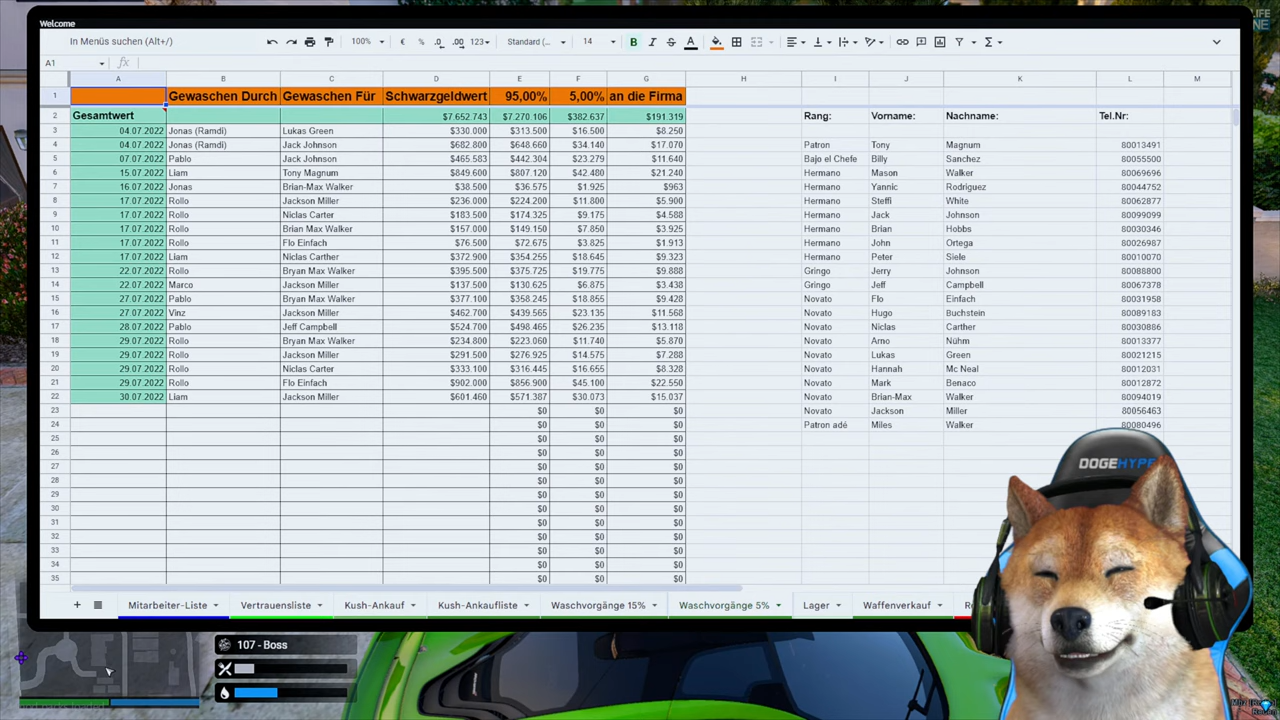 Welcome
In Menüs suchen (Alt+/) 100% € % .0 .00 123 Standard (... 14 B I A Σ
A1 fx
A B C D E F G H I J K L M
1 Gewaschen Durch Gewaschen Für Schwarzgeldwert 95,00% 5,00% an die Firma
2 Gesamtwert $7.652.743 $7.270.106 $382.637 $191.319 Rang: Vorname: Nachname: Tel.Nr:
3 04.07.2022 Jonas (Ramdi) Lukas Green $330.000 $313.500 $16.500 $8.250
4 04.07.2022 Jonas (Ramdi) Jack Johnson $682.800 $648.660 $34.140 $17.070 Patron Tony Magnum 80013491
5 07.07.2022 Pablo Jack Johnson $465.583 $442.304 $23.279 $11.640 Bajo el Chefe Billy Sanchez 80055500
6 15.07.2022 Liam Tony Magnum $849.600 $807.120 $42.480 $21.240 Hermano Mason Walker 80069696
7 16.07.2022 Jonas Brian-Max Walker $38.500 $36.575 $1.925 $963 Hermano Yannic Rodriguez 80044752
8 17.07.2022 Rollo Jackson Miller $236.000 $224.200 $11.800 $5.900 Hermano Steffi White 80062877
9 17.07.2022 Rollo Niclas Carter $183.500 $174.325 $9.175 $4.588 Hermano Jack Johnson 80099099
10 17.07.2022 Rollo Brian Max Walker $157.000 $149.150 $7.850 $3.925 Hermano Brian Hobbs 80030346
11 17.07.2022 Rollo Flo Einfach $76.500 $72.675 $3.825 $1.913 Hermano John Ortega 80026987
12 17.07.2022 Liam Niclas Carther $372.900 $354.255 $18.645 $9.323 Hermano Peter Siele 80010070
13 22.07.2022 Rollo Bryan Max Walker $395.500 $375.725 $19.775 $9.888 Gringo Jerry Johnson 80088800
14 22.07.2022 Marco Jackson Miller $137.500 $130.625 $6.875 $3.438 Gringo Jeff Campbell 80067378
15 27.07.2022 Pablo Bryan Max Walker $377.100 $358.245 $18.855 $9.428 Novato Flo Einfach 80031958
16 27.07.2022 Vinz Jackson Miller $462.700 $439.565 $23.135 $11.568 Novato Hugo Buchstein 80089183
17 28.07.2022 Pablo Jeff Campbell $524.700 $498.465 $26.235 $13.118 Novato Niclas Carther 80030886
18 29.07.2022 Rollo Bryan Max Walker $234.800 $223.060 $11.740 $5.870 Novato Arno Nühm 80013377
19 29.07.2022 Rollo Jackson Miller $291.500 $276.925 $14.575 $7.288 Novato Lukas Green 80021215
20 29.07.2022 Rollo Niclas Carter $333.100 $316.445 $16.655 $8.328 Novato Hannah Mc Neal 80012031
21 29.07.2022 Rollo Flo Einfach $902.000 $856.900 $45.100 $22.550 Novato Mark Benaco 80012872
22 30.07.2022 Liam Jackson Miller $601.460 $571.387 $30.073 $15.037 Novato Brian-Max Walker 80094019
23 $0 $0 $0 Novato Jackson Miller 80056463
24 $0 $0 $0 Patron adé Miles Walker 80080496
25 $0 $0 $0
26 $0 $0 $0
27 $0 $0 $0
28 $0 $0 $0
29 $0 $0 $0
30 $0 $0 $0
31 $0 $0 $0
32 $0 $0 $0
33 $0 $0 $0
34 $0 $0 $0
35 $0 $0 $0
DOGEHYPE
Mitarbeiter-Liste Vertrauensliste Kush-Ankauf Kush-Ankaufliste Waschvorgänge 15% Waschvorgänge 5% Lager Waffenverkauf
107 - Boss